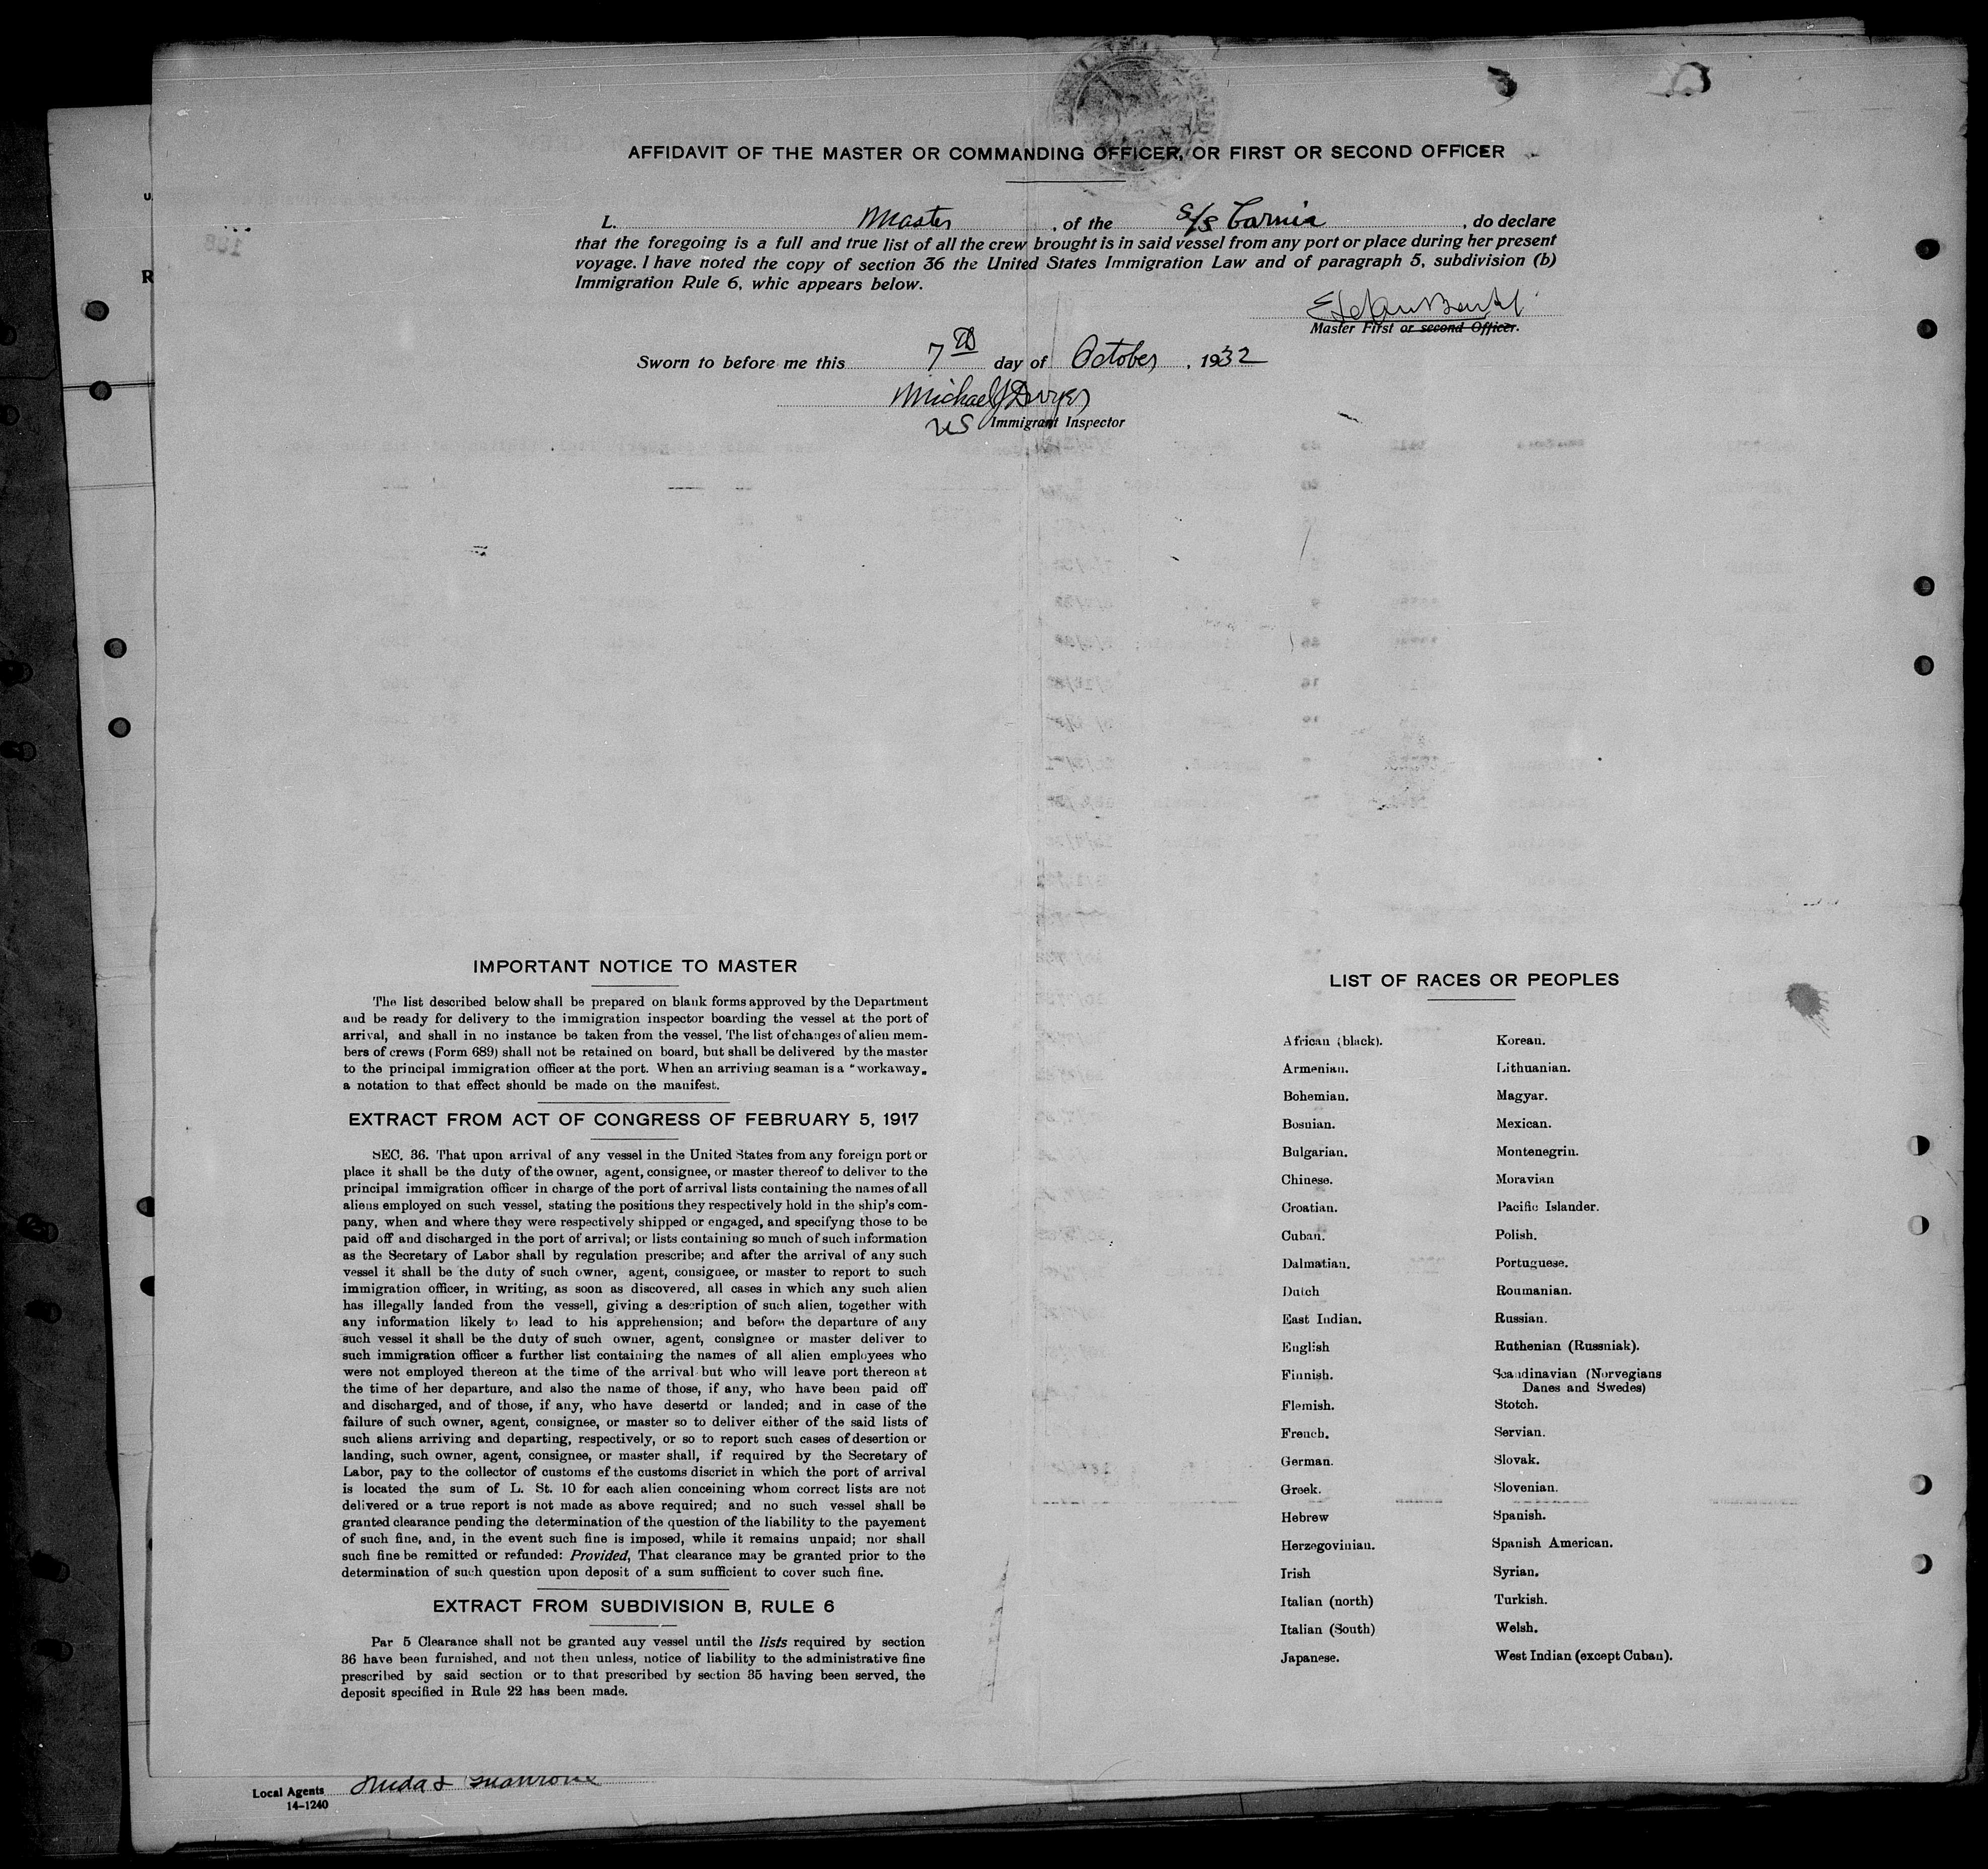 AFFIDAVIT OF THE MASTER OR COMMANDING OFFICER, OR FIRST OR SECOND OFFICER
I. Master , of the S/S Carnia , do declare
that the foregoing is a full and true list of all the crew brought is in said vessel from any port or place during her present
voyage. I have noted the copy of section 36 the United States Immigration Law and of paragraph 5, subdivision (b)
Immigration Rule 6, whic appears below.
Master First or second Officer.
Sworn to before me this 7th day of October , 1932
Michael J Dwyer
US Immigrant Inspector
IMPORTANT NOTICE TO MASTER
The list described below shall be prepared on blank forms approved by the Department
and be ready for delivery to the immigration inspector boarding the vessel at the port of
arrival, and shall in no instance be taken from the vessel. The list of changes of alien mem-
bers of crews (Form 689) shall not be retained on board, but shall be delivered by the master
to the principal immigration officer at the port. When an arriving seaman is a "workaway„
a notation to that effect should be made on the manifest.
EXTRACT FROM ACT OF CONGRESS OF FEBRUARY 5, 1917
SEC. 36. That upon arrival of any vessel in the United States from any foreign port or
place it shall be the duty of the owner, agent, consignee, or master thereof to deliver to the
principal immigration officer in charge of the port of arrival lists containing the names of all
aliens employed on such vessel, stating the positions they respectively hold in the ship's com-
pany, when and where they were respectively shipped or engaged, and specifyng those to be
paid off and discharged in the port of arrival; or lists containing so much of such information
as the Secretary of Labor shall by regulation prescribe; and after the arrival of any such
vessel it shall be the duty of such owner, agent, consignee, or master to report to such
immigration officer, in writing, as soon as discovered, all cases in which any such alien
has illegally landed from the vessell, giving a description of such alien, together with
any information likely to lead to his apprehension; and before the departure of any
such vessel it shall be the duty of such owner, agent, consignee or master deliver to
such immigration officer a further list containing the names of all alien employees who
were not employed thereon at the time of the arrival but who will leave port thereon at
the time of her departure, and also the name of those, if any, who have been paid off
and discharged, and of those, if any, who have desertd or landed; and in case of the
failure of such owner, agent, consignee, or master so to deliver either of the said lists of
such aliens arriving and departing, respectively, or so to report such cases of desertion or
landing, such owner, agent, consignee, or master shall, if required by the Secretary of
Labor, pay to the collector of customs ef the customs discrict in which the port of arrival
is located the sum of L. St. 10 for each alien conceining whom correct lists are not
delivered or a true report is not made as above required; and no such vessel shall be
granted clearance pending the determination of the question of the liability to the payement
of such fine, and, in the event such fine is imposed, while it remains unpaid; nor shall
such fine be remitted or refunded: Provided, That clearance may be granted prior to the
determination of such question upon deposit of a sum sufficient to cover such fine.
EXTRACT FROM SUBDIVISION B, RULE 6
Par 5 Clearance shall not be granted any vessel until the lists required by section
36 have been furnished, and not then unless, notice of liability to the administrative fine
prescribed by said section or to that prescribed by section 35 having been served, the
deposit specified in Rule 22 has been made.
LIST OF RACES OR PEOPLES
African (black).
Armenian.
Bohemian.
Bosnian.
Bulgarian.
Chinese.
Croatian.
Cuban.
Dalmatian.
Dutch
East Indian.
English
Finnish.
Flemish.
French.
German.
Greek.
Hebrew
Herzegovinian.
Irish
Italian (north)
Italian (South)
Japanese.
Korean.
Lithuanian.
Magyar.
Mexican.
Montenegrin.
Moravian
Pacific Islander.
Polish.
Portuguese.
Roumanian.
Russian.
Ruthenian (Russniak).
Scandinavian (Norvegians
Danes and Swedes)
Stotch.
Servian.
Slovak.
Slovenian.
Spanish.
Spanish American.
Syrian.
Turkish.
Welsh.
West Indian (except Cuban).
Local Agents
14-1240